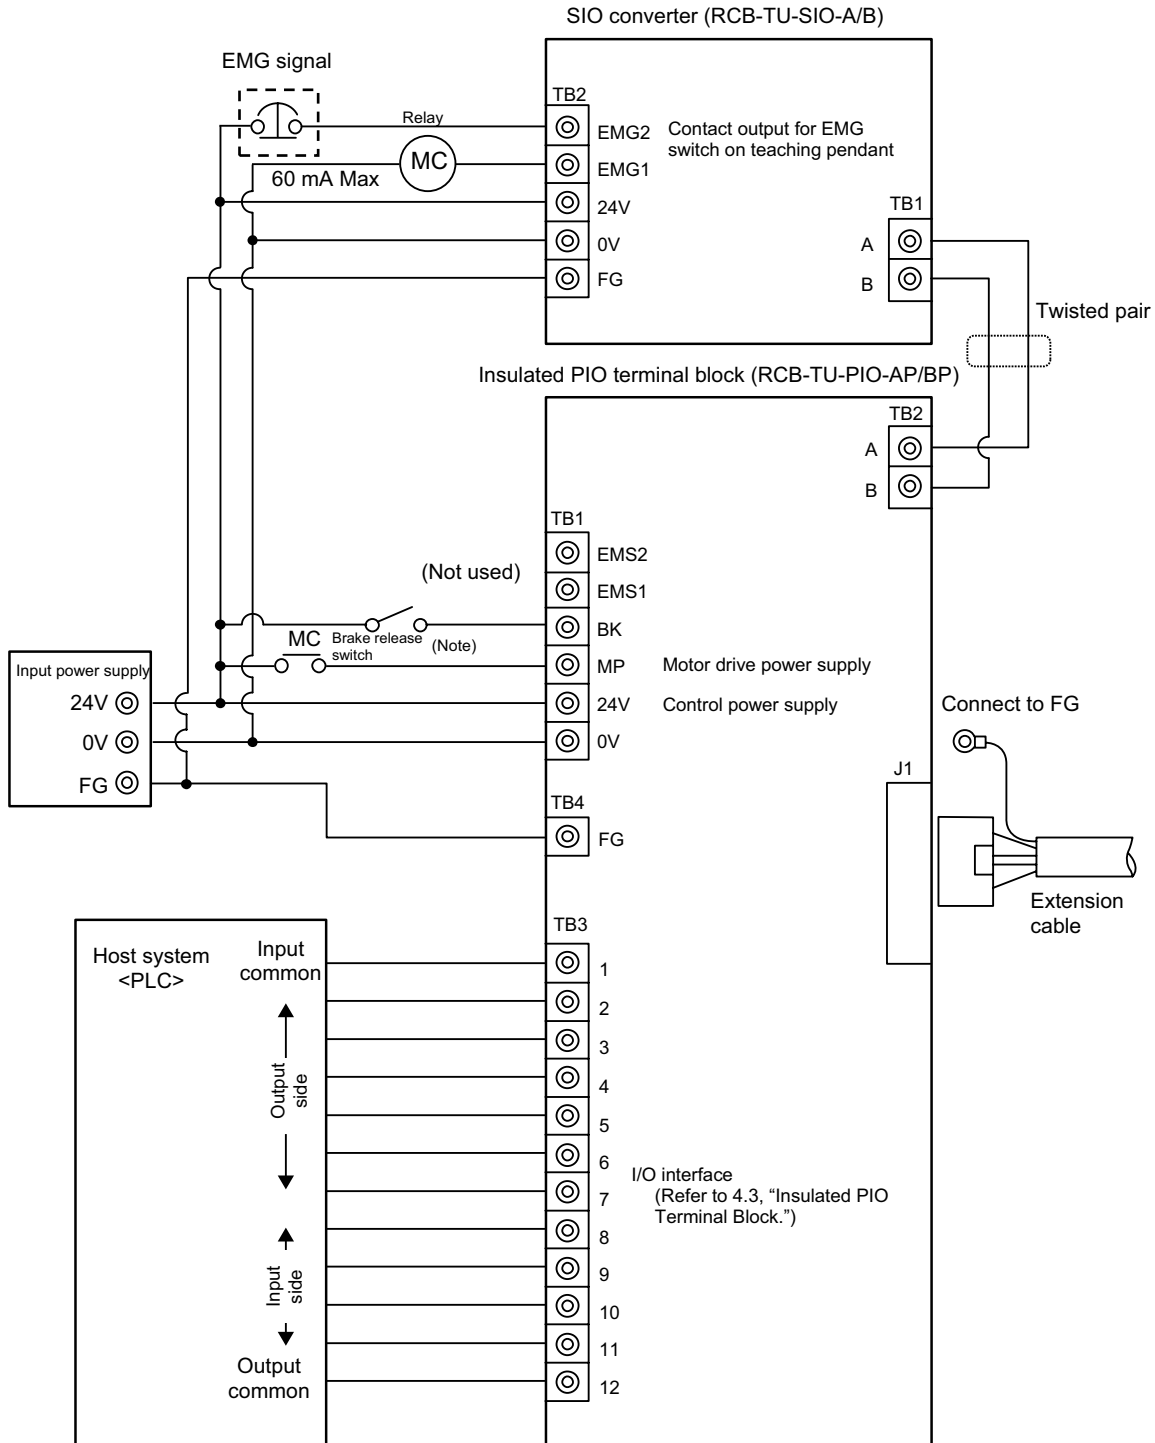 SIO converter (RCB-TU-SIO-A/B)
EMG signal
TB2
Relay
EMG2
Contact output for EMG
switch on teaching pendant
MC
EMG1
60 mA Max
24V
TB1
0V
A
FG
B
Twisted pair
Insulated PIO terminal block (RCB-TU-PIO-AP/BP)
TB2
A
B
TB1
EMS2
(Not used)
EMS1
BK
MC
Brake release
switch
(Note)
MP
Motor drive power supply
Input power supply
24V
24V
Control power supply
Connect to FG
0V
0V
J1
FG
TB4
FG
Extension
cable
TB3
Host system
<PLC>
Input
common
1
2
3
Output
side
4
5
6
I/O interface
(Refer to 4.3, “Insulated PIO
Terminal Block.”)
7
8
Input
side
9
10
11
Output
common
12